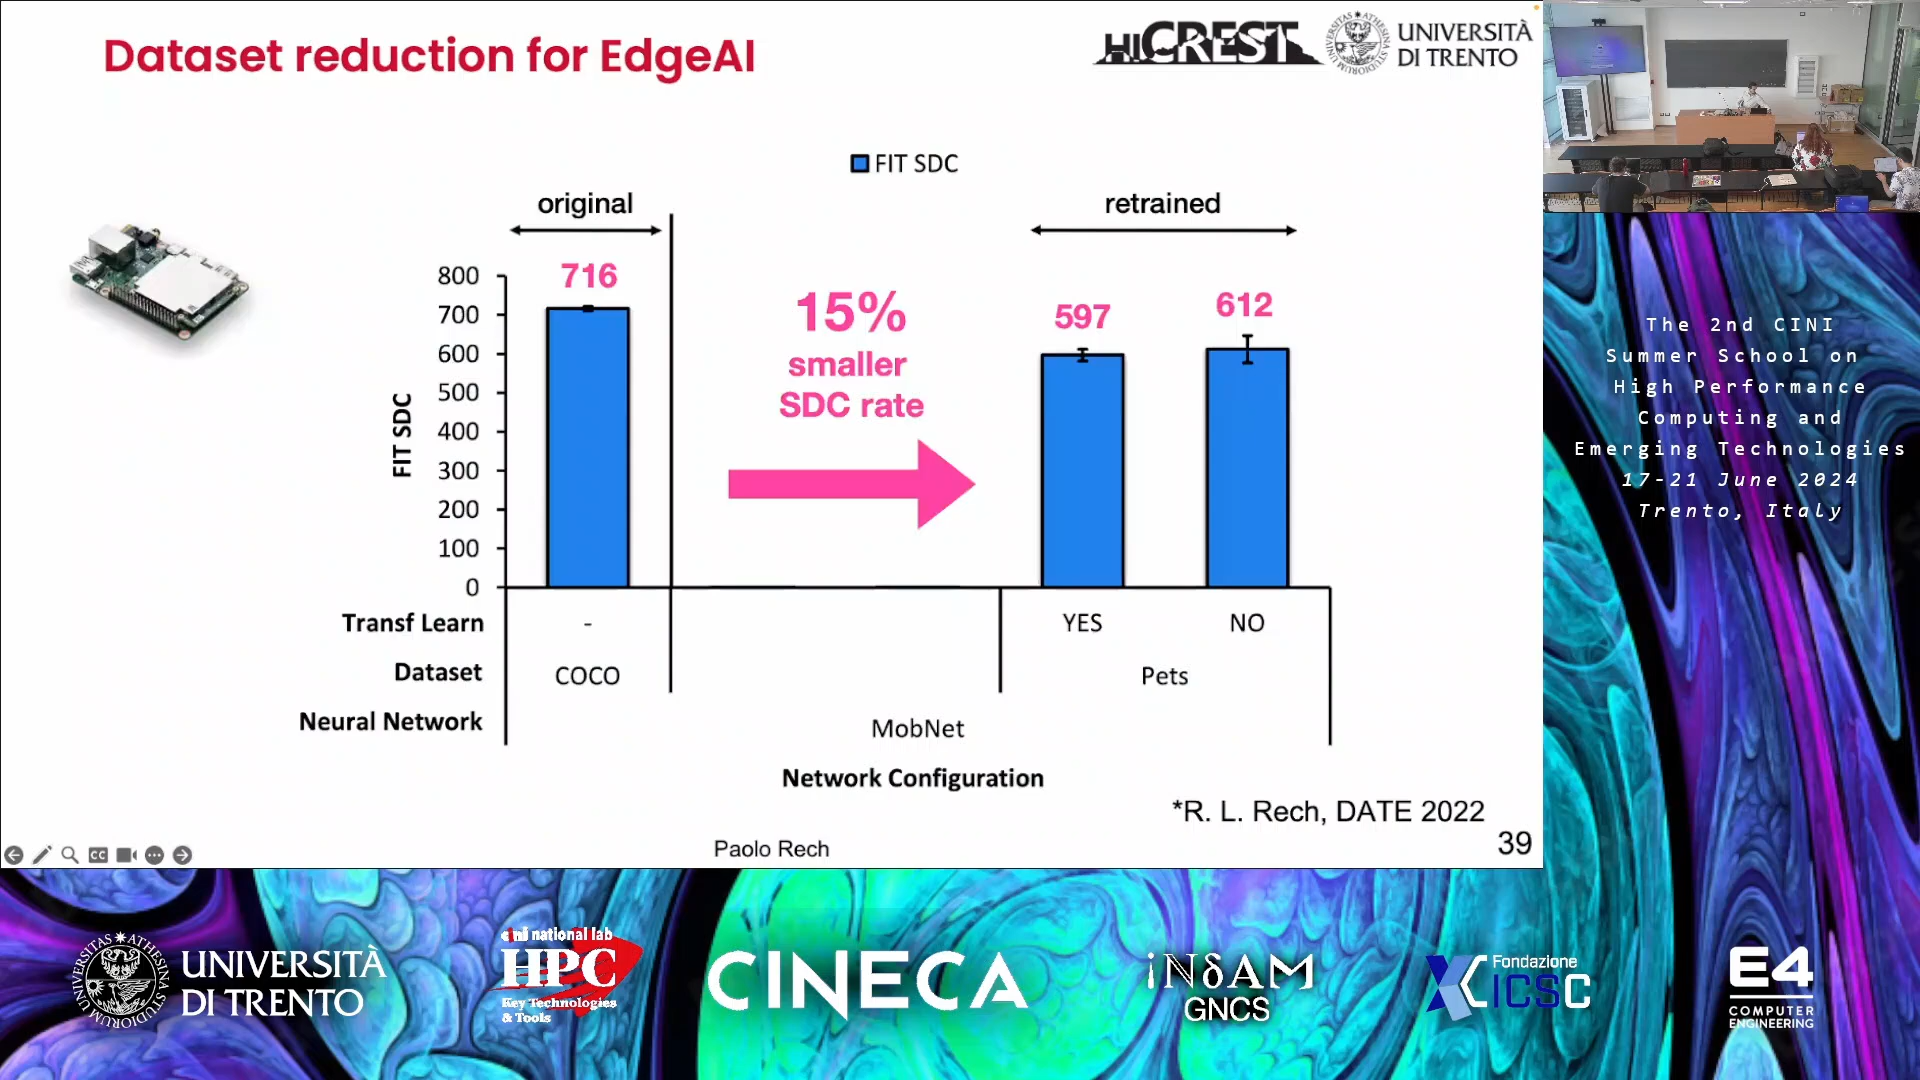 Dataset reduction for EdgeAI
HiCREST
UNIVERSITÀ
DI TRENTO
FIT SDC
original
retrained
716
15%
smaller
SDC rate
597
612
800
700
600
500
400
300
200
100
0
FIT SDC
Transf Learn
-
YES
NO
Dataset
COCO
Pets
Neural Network
MobNet
Network Configuration
*R. L. Rech, DATE 2022
Paolo Rech
39
CC
The 2nd CINI
Summer School on
High Performance
Computing and
Emerging Technologies
17-21 June 2024
Trento, Italy
UNIVERSITÀ
DI TRENTO
cini national lab
HPC
Key Technologies
& Tools
CINECA
iNδAM
GNCS
Fondazione
ICSC
E4
COMPUTER
ENGINEERING